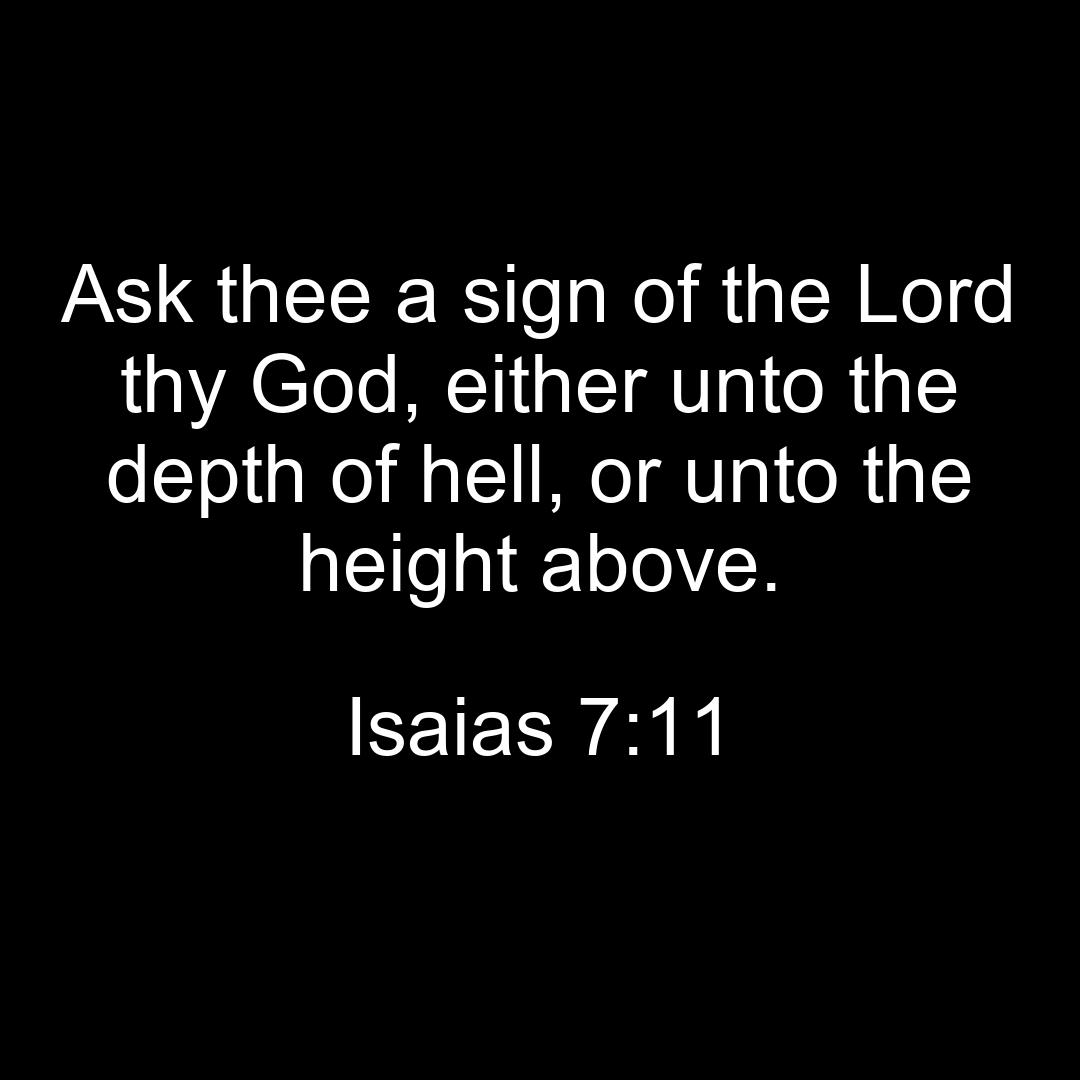 Ask thee a sign of the Lord
thy God, either unto the
depth of hell, or unto the
height above.
Isaias 7:11